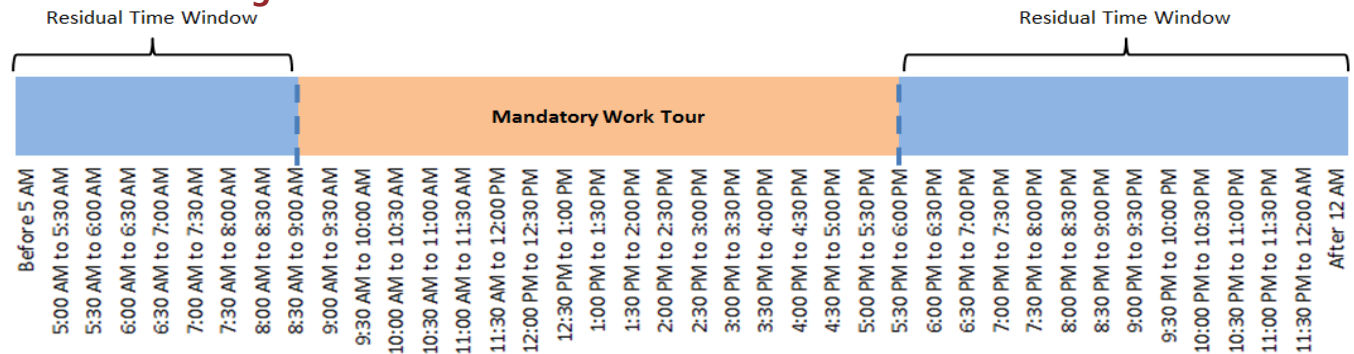 Residual Time Window
Residual Time Window
Mandatory Work Tour
Before 5 AM
5:00 AM to 5:30 AM
5:30 AM to 6:00 AM
6:00 AM to 6:30 AM
6:30 AM to 7:00 AM
7:00 AM to 7:30 AM
7:30 AM to 8:00 AM
8:00 AM to 8:30 AM
8:30 AM to 9:00 AM
9:00 AM to 9:30 AM
9:30 AM to 10:00 AM
10:00 AM to 10:30 AM
10:30 AM to 11:00 AM
11:00 AM to 11:30 AM
11:30 AM to 12:00 PM
12:00 PM to 12:30 PM
12:30 PM to 1:00 PM
1:00 PM to 1:30 PM
1:30 PM to 2:00 PM
2:00 PM to 2:30 PM
2:30 PM to 3:00 PM
3:00 PM to 3:30 PM
3:30 PM to 4:00 PM
4:00 PM to 4:30 PM
4:30 PM to 5:00 PM
5:00 PM to 5:30 PM
5:30 PM to 6:00 PM
6:00 PM to 6:30 PM
6:30 PM to 7:00 PM
7:00 PM to 7:30 PM
7:30 PM to 8:00 PM
8:00 PM to 8:30 PM
8:30 PM to 9:00 PM
9:00 PM to 9:30 PM
9:30 PM to 10:00 PM
10:00 PM to 10:30 PM
10:30 PM to 11:00 PM
11:00 PM to 11:30 PM
11:30 PM to 12:00 AM
After 12 AM